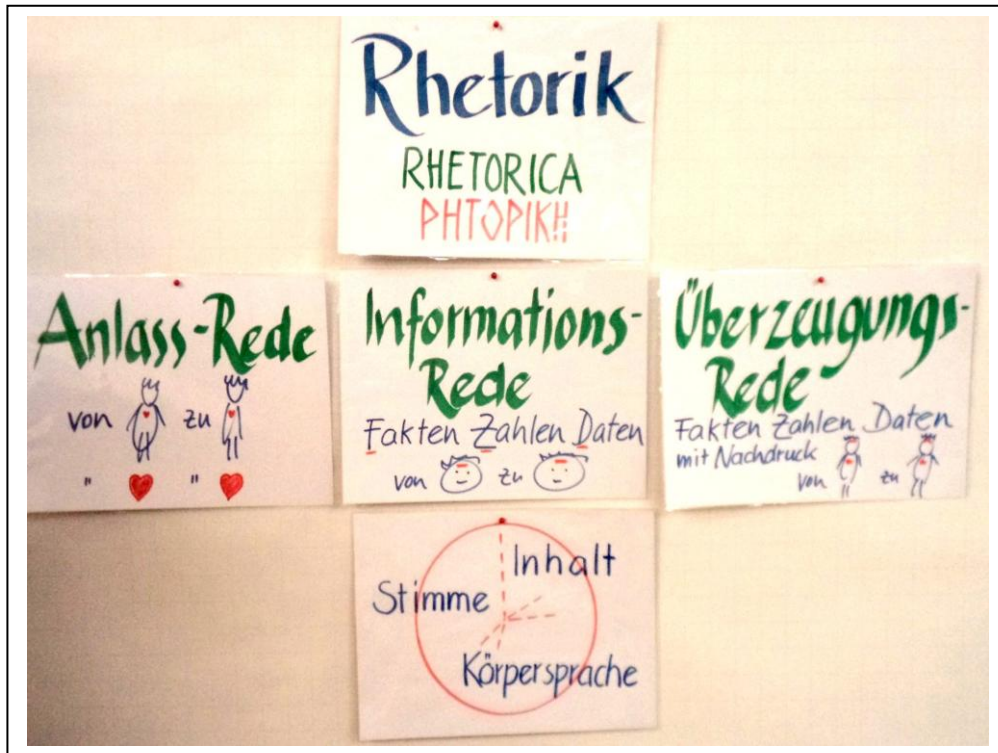 Rhetorik
RHETORICA
ΡΗΤΟΡΙΚΗ
Anlass-Rede
von zu
" "
Informations-
Rede
Fakten Zahlen Daten
von zu
Überzeugungs-
Rede
Fakten Zahlen Daten
mit Nachdruck
von zu
Inhalt
Stimme
Körpersprache